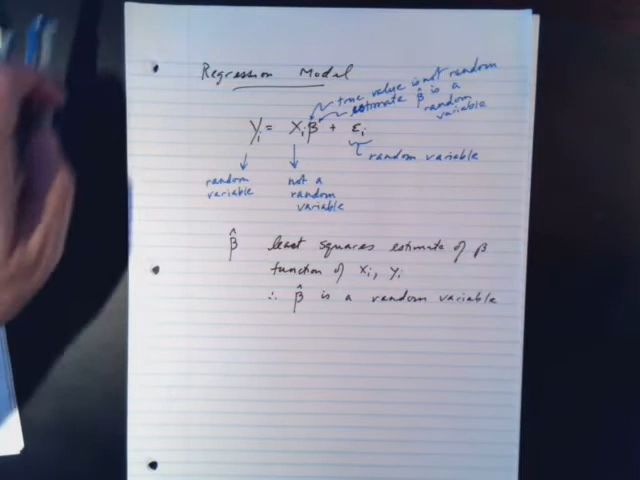 Regression Model
true value is not random
estimate β̂ is a
random
variable
Yi = Xiβ + εi
random variable
random
variable
not a
random
variable
β̂ least squares estimate of β
function of Xi, Yi
∴ β̂ is a random variable